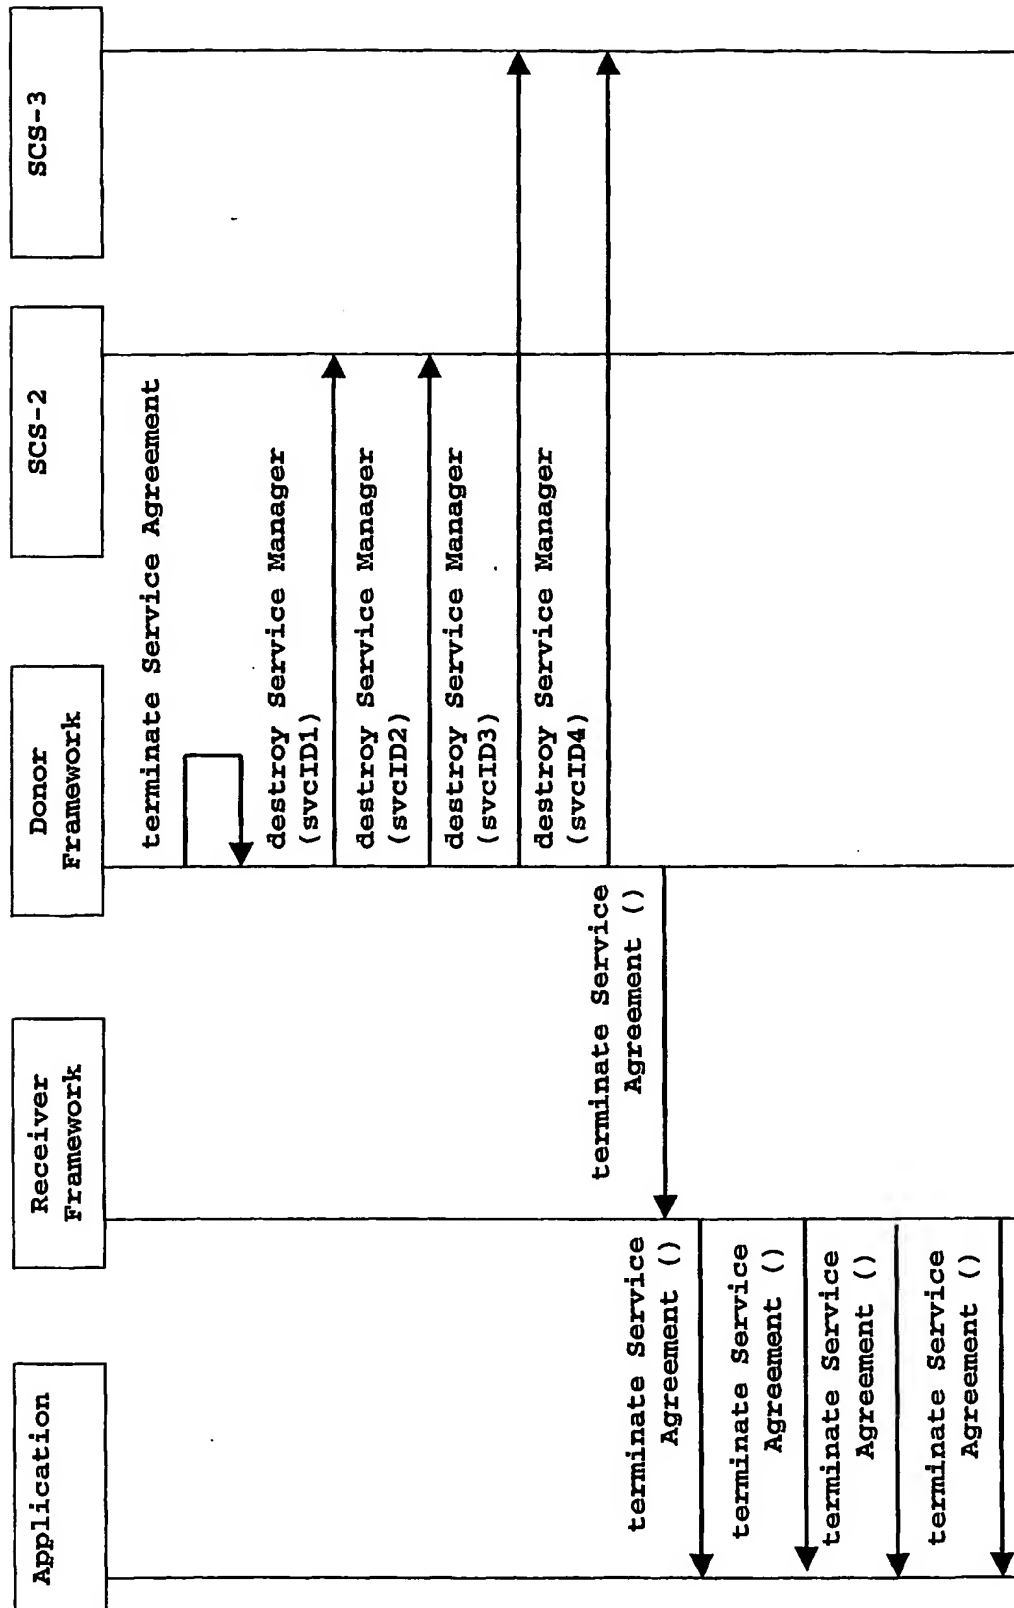 Application
Receiver
Framework
Donor
Framework
SCS-2
SCS-3
terminate Service Agreement
destroy Service Manager
(svcID1)
destroy Service Manager
(svcID2)
destroy Service Manager
(svcID3)
destroy Service Manager
(svcID4)
terminate Service
Agreement ()
terminate Service
Agreement ()
terminate Service
Agreement ()
terminate Service
Agreement ()
terminate Service
Agreement ()